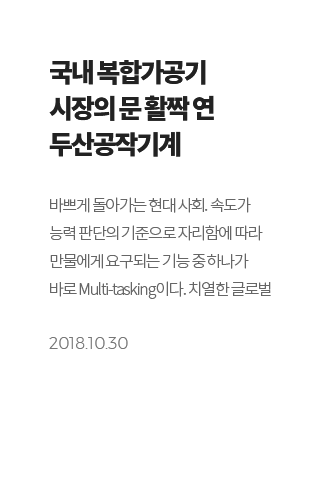 국내 복합가공기
시장의 문 활짝 연
두산공작기계
바쁘게 돌아가는 현대 사회. 속도가
능력 판단의 기준으로 자리함에 따라
만물에게 요구되는 기능 중 하나가
바로 Multi-tasking이다. 치열한 글로벌
2018.10.30